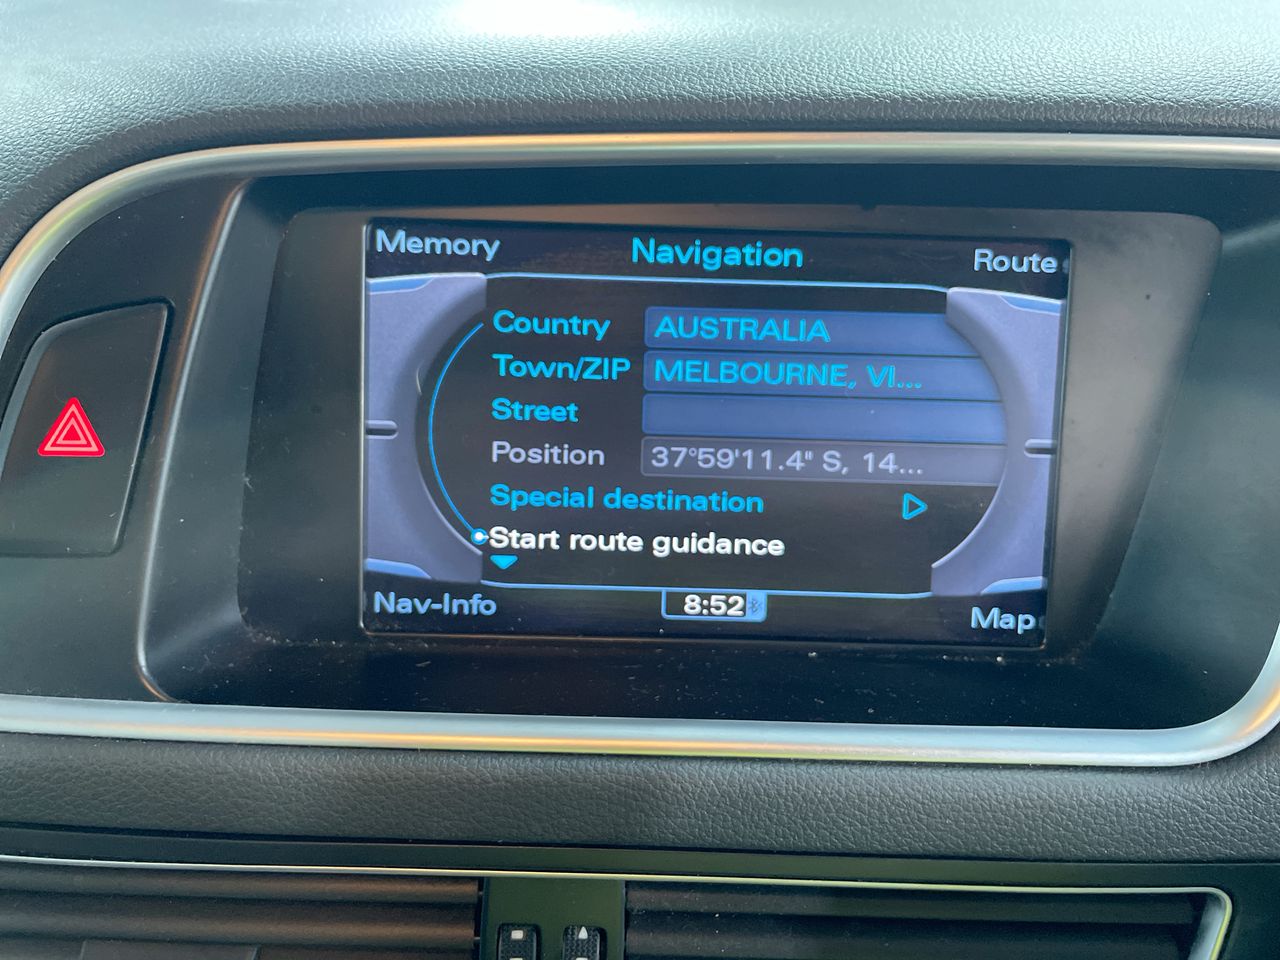 Memory Navigation Route
Country AUSTRALIA
Town/ZIP MELBOURNE, VI...
Street
Position 37°59'11.4" S, 14...
Special destination
Start route guidance
Nav-Info 8:52 Map